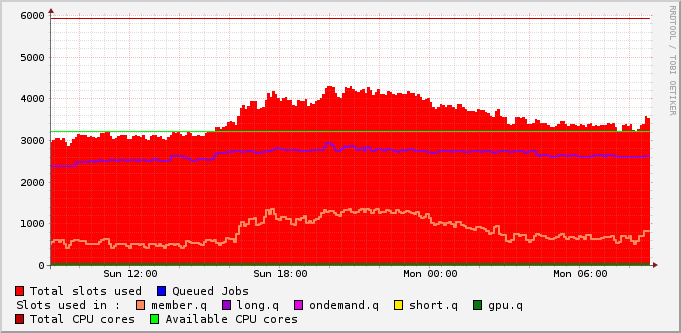 RRDTOOL / TOBI OETIKER
6000
5000
4000
3000
2000
1000
0
Sun 12:00 Sun 18:00 Mon 00:00 Mon 06:00
Total slots used Queued Jobs
Slots used in : member.q long.q ondemand.q short.q gpu.q
Total CPU cores Available CPU cores